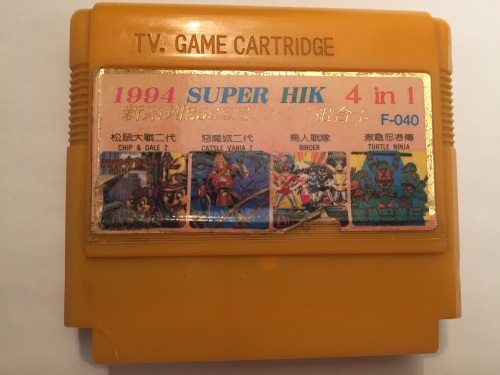 TV. GAME CARTRIDGE
1994 SUPER HIK 4 in 1
F-040
松鼠大戰二代 惡魔城二代 鳥人戰隊 激龜忍者傳
CHIP & DALE 2 CATSLE VANIA 2 BIRDER TURTLE NINJA